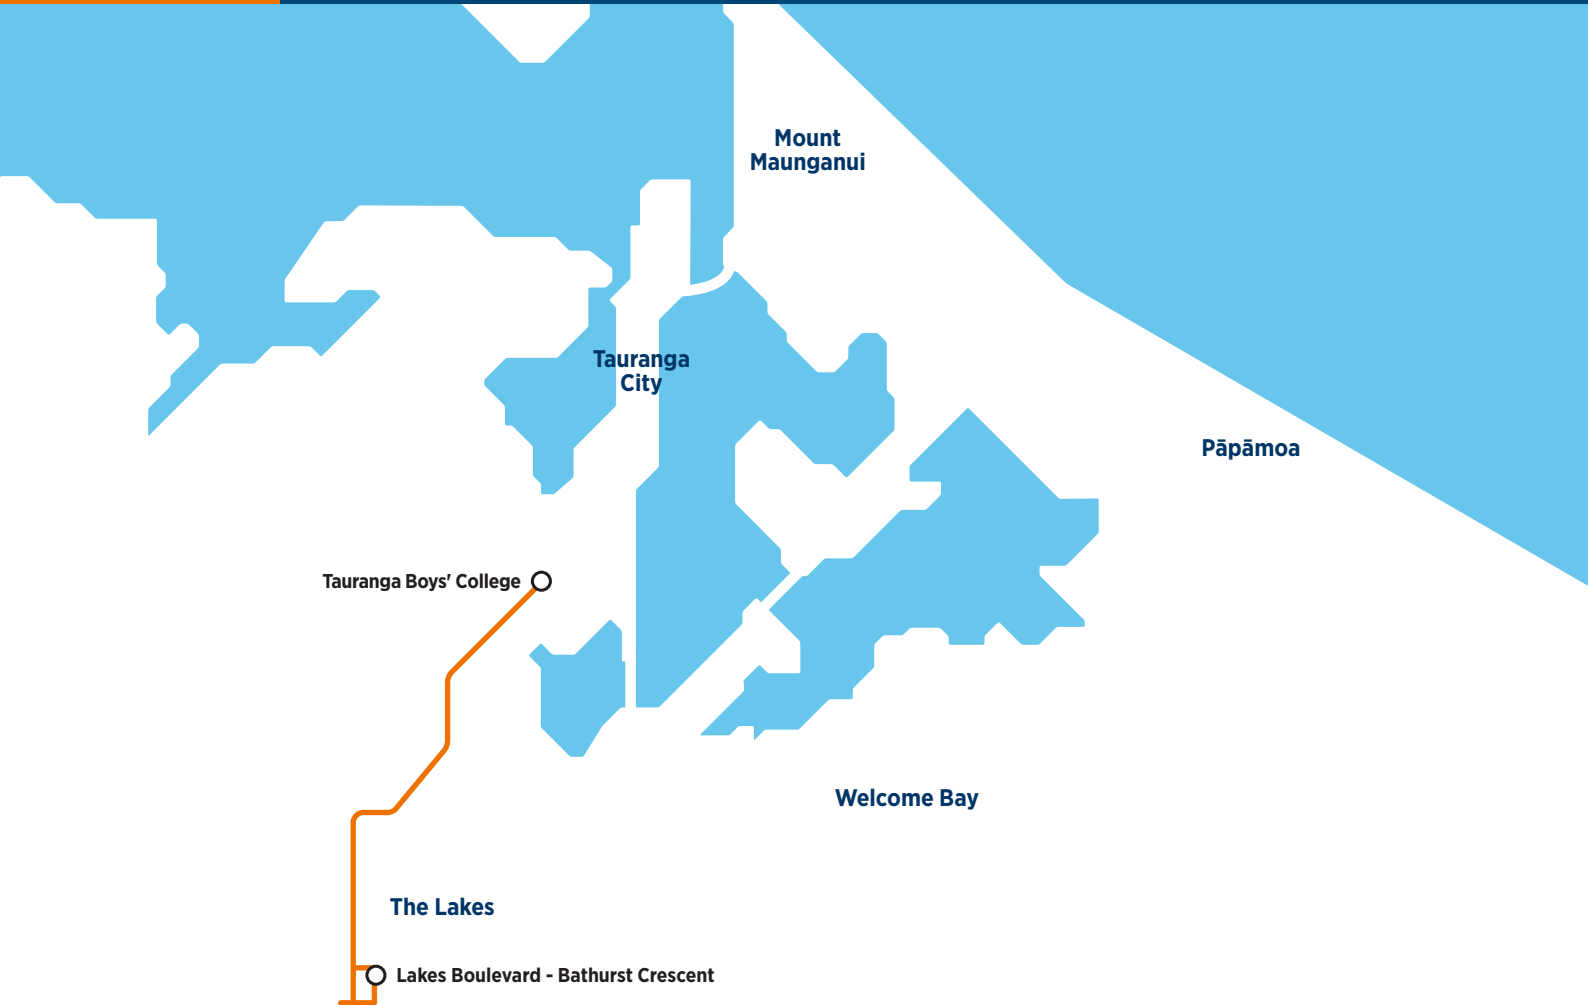 Mount
Maunganui
Tauranga
City
Pāpāmoa
Tauranga Boys' College
Welcome Bay
The Lakes
Lakes Boulevard - Bathurst Crescent